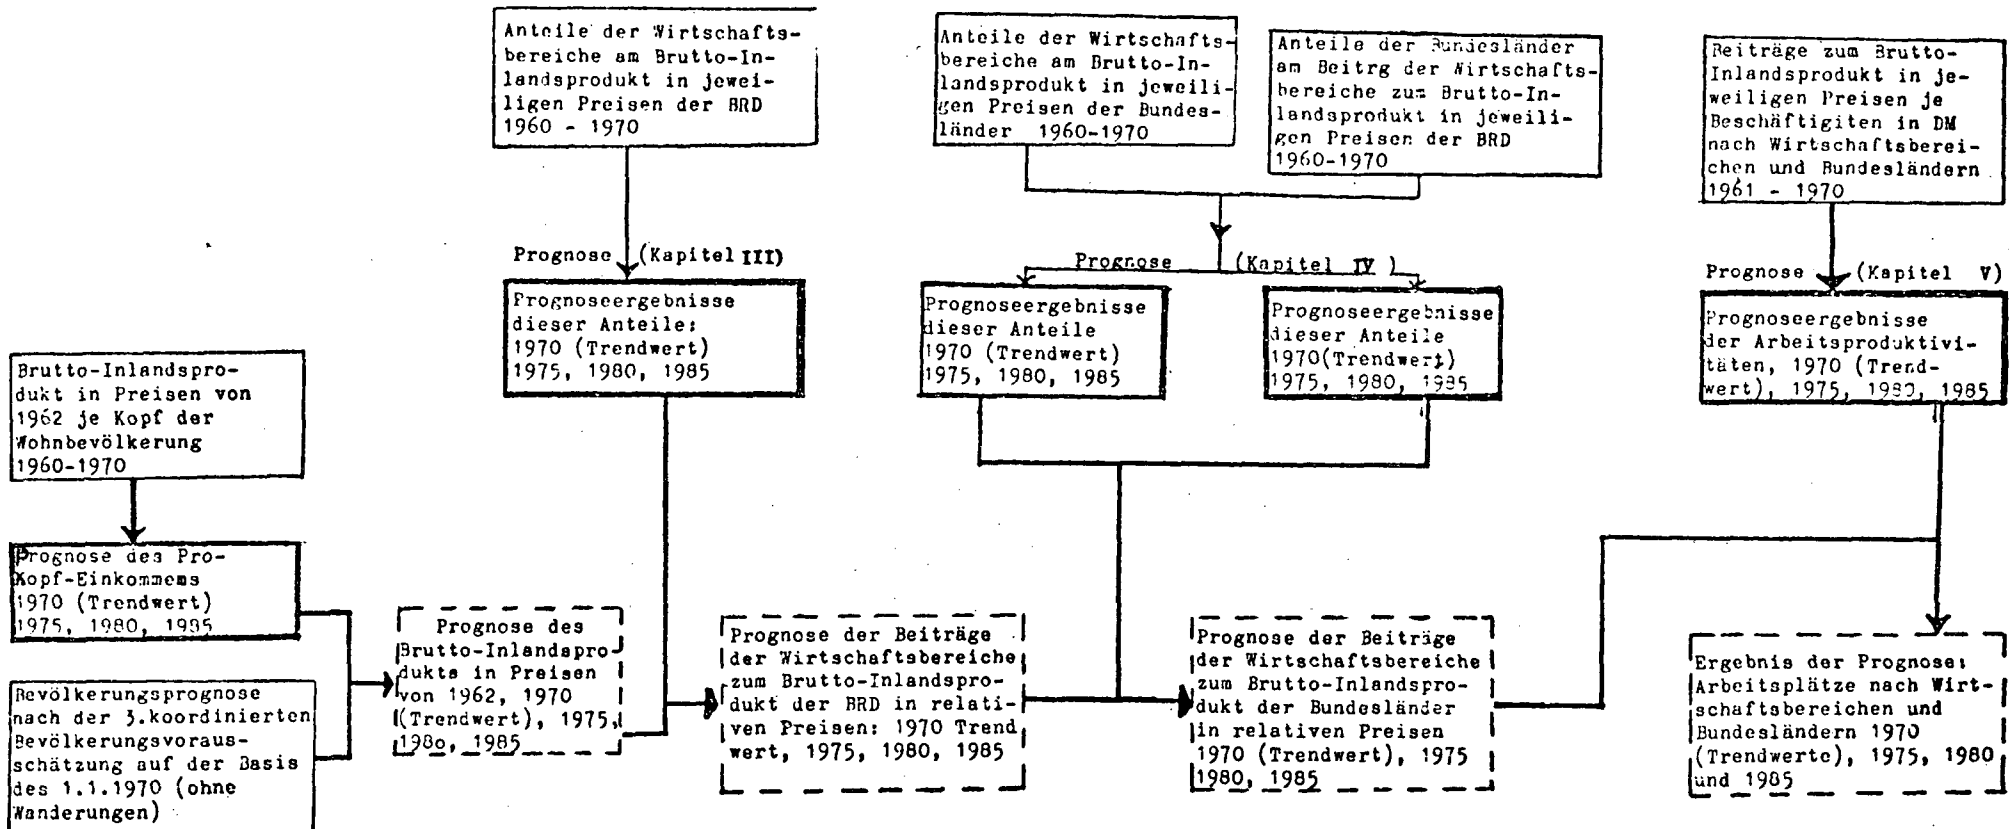 Anteile der Wirtschafts-
bereiche am Brutto-In-
landsprodukt in jewei-
ligen Preisen der BRD
1960 - 1970
Anteile der Wirtschafts-
bereiche am Brutto-In-
landsprodukt in jeweili-
gen Preisen der Bundes-
länder 1960-1970
Anteile der Bundesländer
am Beitrg der Wirtschafts-
bereiche zum Brutto-In-
landsprodukt in jeweili-
gen Preisen der BRD
1960-1970
Beiträge zum Brutto-
Inlandsprodukt in je-
weiligen Preisen je
Beschäftigiten in DM
nach Wirtschaftsberei-
chen und Bundesländern
1961 - 1970
Prognose (Kapitel III)
Prognose (Kapitel IV)
Prognose (Kapitel V)
Prognoseergebnisse
dieser Anteile:
1970 (Trendwert)
1975, 1980, 1985
Prognoseergebnisse
dieser Anteile
1970 (Trendwert)
1975, 1980, 1985
Prognoseergebnisse
dieser Anteile
1970(Trendwert)
1975, 1980, 1985
Prognoseergebnisse
der Arbeitsproduktivi-
täten, 1970 (Trend-
wert), 1975, 1980, 1985
Brutto-Inlandspro-
dukt in Preisen von
1962 je Kopf der
Wohnbevölkerung
1960-1970
Prognose des Pro-
Kopf-Einkommems
1970 (Trendwert)
1975, 1980, 1985
Bevölkerungsprognose
nach der 3.koordinierten
Bevölkerungsvoraus-
schätzung auf der Basis
des 1.1.1970 (ohne
Wanderungen)
Prognose des
Brutto-Inlandspro-
dukts in Preisen
von 1962, 1970
(Trendwert), 1975,
198o, 1985
Prognose der Beiträge
der Wirtschaftsbereiche
zum Brutto-Inlandspro-
dukt der BRD in relati-
ven Preisen: 1970 Trend
wert, 1975, 1980, 1985
Prognose der Beiträge
der Wirtschaftsbereiche
zum Brutto-Inlandspro-
dukt der Bundesländer
in relativen Preisen
1970 (Trendwert), 1975
1980, 1985
Ergebnis der Prognose:
Arbeitsplätze nach Wirt-
schaftsbereichen und
Bundesländern 1970
(Trendwerte), 1975, 1980
und 1985